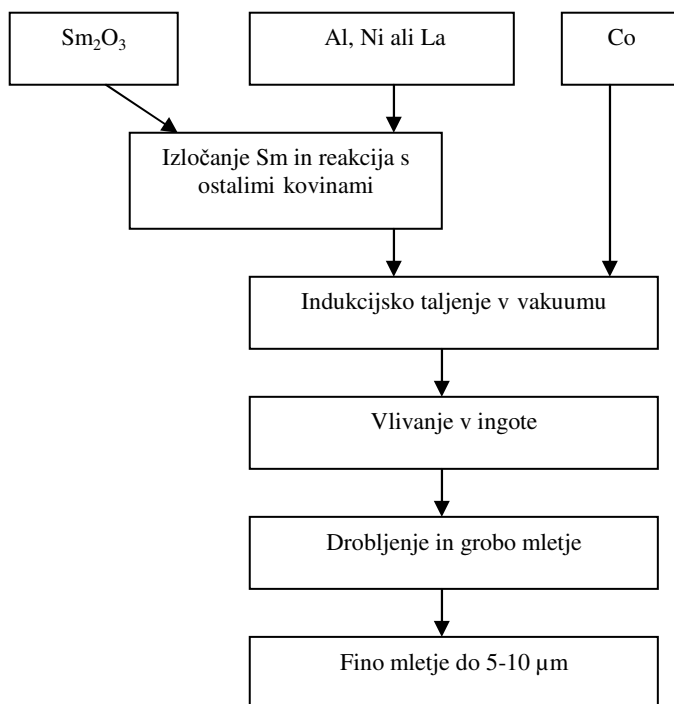 Sm₂O₃
Al, Ni ali La
Co
Izločanje Sm in reakcija s
ostalimi kovinami
Indukcijsko taljenje v vakuumu
Vlivanje v ingote
Drobljenje in grobo mletje
Fino mletje do 5-10 µm